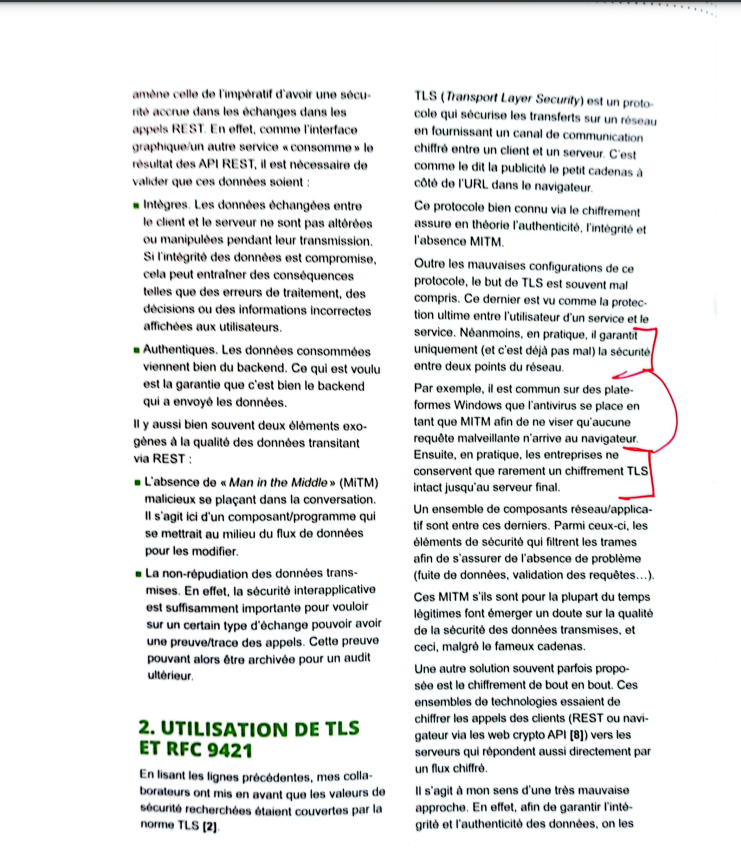 amène celle de l'impératif d'avoir une sécu-
rité accrue dans les échanges dans les
appels REST. En effet, comme l'interface
graphique/un autre service « consomme » le
résultat des API REST, il est nécessaire de
valider que ces données soient :
■ Intègres. Les données échangées entre
le client et le serveur ne sont pas altérées
ou manipulées pendant leur transmission.
Si l'intégrité des données est compromise,
cela peut entraîner des conséquences
telles que des erreurs de traitement, des
décisions ou des informations incorrectes
affichées aux utilisateurs.
■ Authentiques. Les données consommées
viennent bien du backend. Ce qui est voulu
est la garantie que c'est bien le backend
qui a envoyé les données.
Il y aussi bien souvent deux éléments exo-
gènes à la qualité des données transitant
via REST :
■ L'absence de « Man in the Middle » (MiTM)
malicieux se plaçant dans la conversation.
Il s'agit ici d'un composant/programme qui
se mettrait au milieu du flux de données
pour les modifier.
■ La non-répudiation des données trans-
mises. En effet, la sécurité interapplicative
est suffisamment importante pour vouloir
sur un certain type d'échange pouvoir avoir
une preuve/trace des appels. Cette preuve
pouvant alors être archivée pour un audit
ultérieur.
2. UTILISATION DE TLS
ET RFC 9421
En lisant les lignes précédentes, mes colla-
borateurs ont mis en avant que les valeurs de
sécurité recherchées étaient couvertes par la
norme TLS [2].
TLS (Transport Layer Security) est un proto-
cole qui sécurise les transferts sur un réseau
en fournissant un canal de communication
chiffré entre un client et un serveur. C'est
comme le dit la publicité le petit cadenas à
côté de l'URL dans le navigateur.
Ce protocole bien connu via le chiffrement
assure en théorie l'authenticité, l'intégrité et
l'absence MITM.
Outre les mauvaises configurations de ce
protocole, le but de TLS est souvent mal
compris. Ce dernier est vu comme la protec-
tion ultime entre l'utilisateur d'un service et le
service. Néanmoins, en pratique, il garantit
uniquement (et c'est déjà pas mal) la sécurité
entre deux points du réseau.
Par exemple, il est commun sur des plate-
formes Windows que l'antivirus se place en
tant que MITM afin de ne viser qu'aucune
requête malveillante n'arrive au navigateur.
Ensuite, en pratique, les entreprises ne
conservent que rarement un chiffrement TLS
intact jusqu'au serveur final.
Un ensemble de composants réseau/applica-
tif sont entre ces derniers. Parmi ceux-ci, les
éléments de sécurité qui filtrent les trames
afin de s'assurer de l'absence de problème
(fuite de données, validation des requêtes...).
Ces MITM s'ils sont pour la plupart du temps
légitimes font émerger un doute sur la qualité
de la sécurité des données transmises, et
ceci, malgré le fameux cadenas.
Une autre solution souvent parfois propo-
sée est le chiffrement de bout en bout. Ces
ensembles de technologies essaient de
chiffrer les appels des clients (REST ou navi-
gateur via les web crypto API [8]) vers les
serveurs qui répondent aussi directement par
un flux chiffré.
Il s'agit à mon sens d'une très mauvaise
approche. En effet, afin de garantir l'inté-
grité et l'authenticité des données, on les